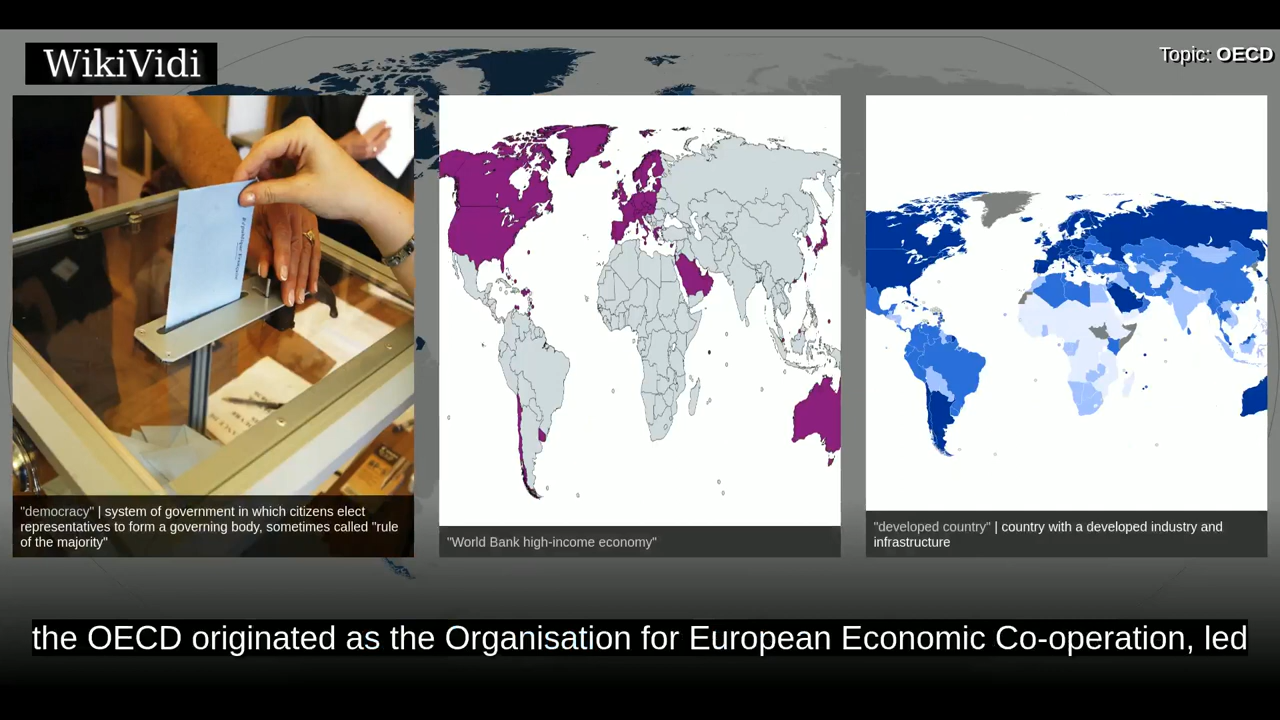 WikiVidi
Topic: OECD
"democracy" | system of government in which citizens elect
representatives to form a governing body, sometimes called "rule
of the majority"
"World Bank high-income economy"
"developed country" | country with a developed industry and
infrastructure
the OECD originated as the Organisation for European Economic Co-operation, led